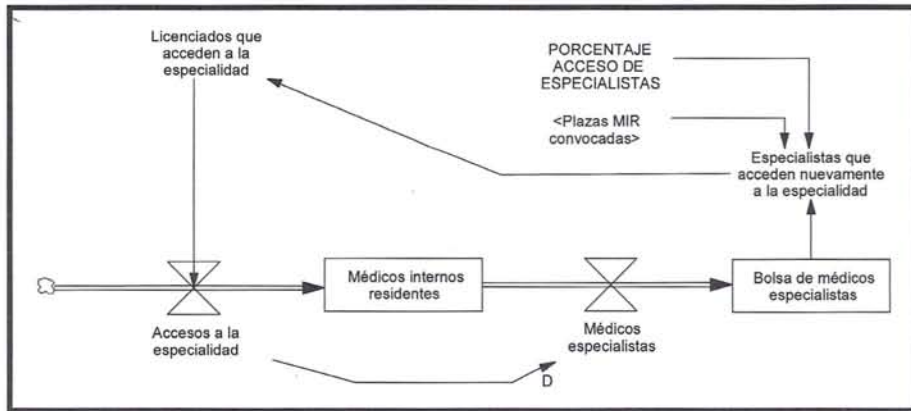 Licenciados que
acceden a la
especialidad
PORCENTAJE
ACCESO DE
ESPECIALISTAS
<Plazas MIR
convocadas>
Especialistas que
acceden nuevamente
a la especialidad
Médicos internos
residentes
Bolsa de médicos
especialistas
Accesos a la
especialidad
Médicos
especialistas
D